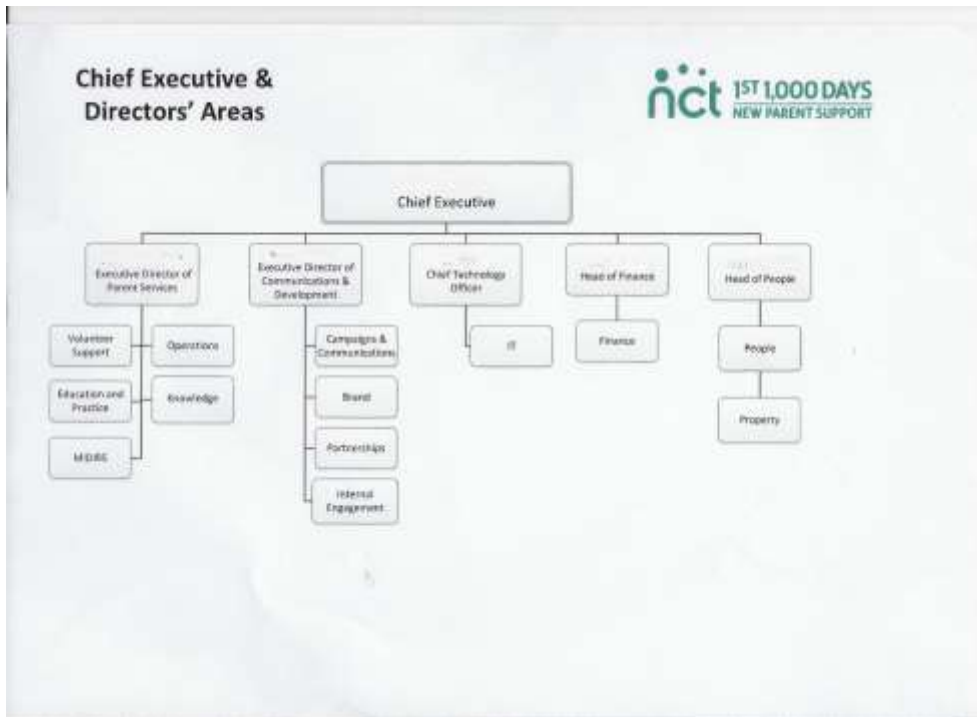 Chief Executive &
Directors' Areas
nct 1ST 1,000 DAYS
NEW PARENT SUPPORT
Chief Executive
Executive Director of
Parent Services
Executive Director of
Communications &
Development
Chief Technology
Officer
Head of Finance
Head of People
Volunteer
Support
Operations
Education and
Practice
Knowledge
Campaigns &
Communications
Brand
Partnerships
Internal
Engagement
IT
Finance
People
Property